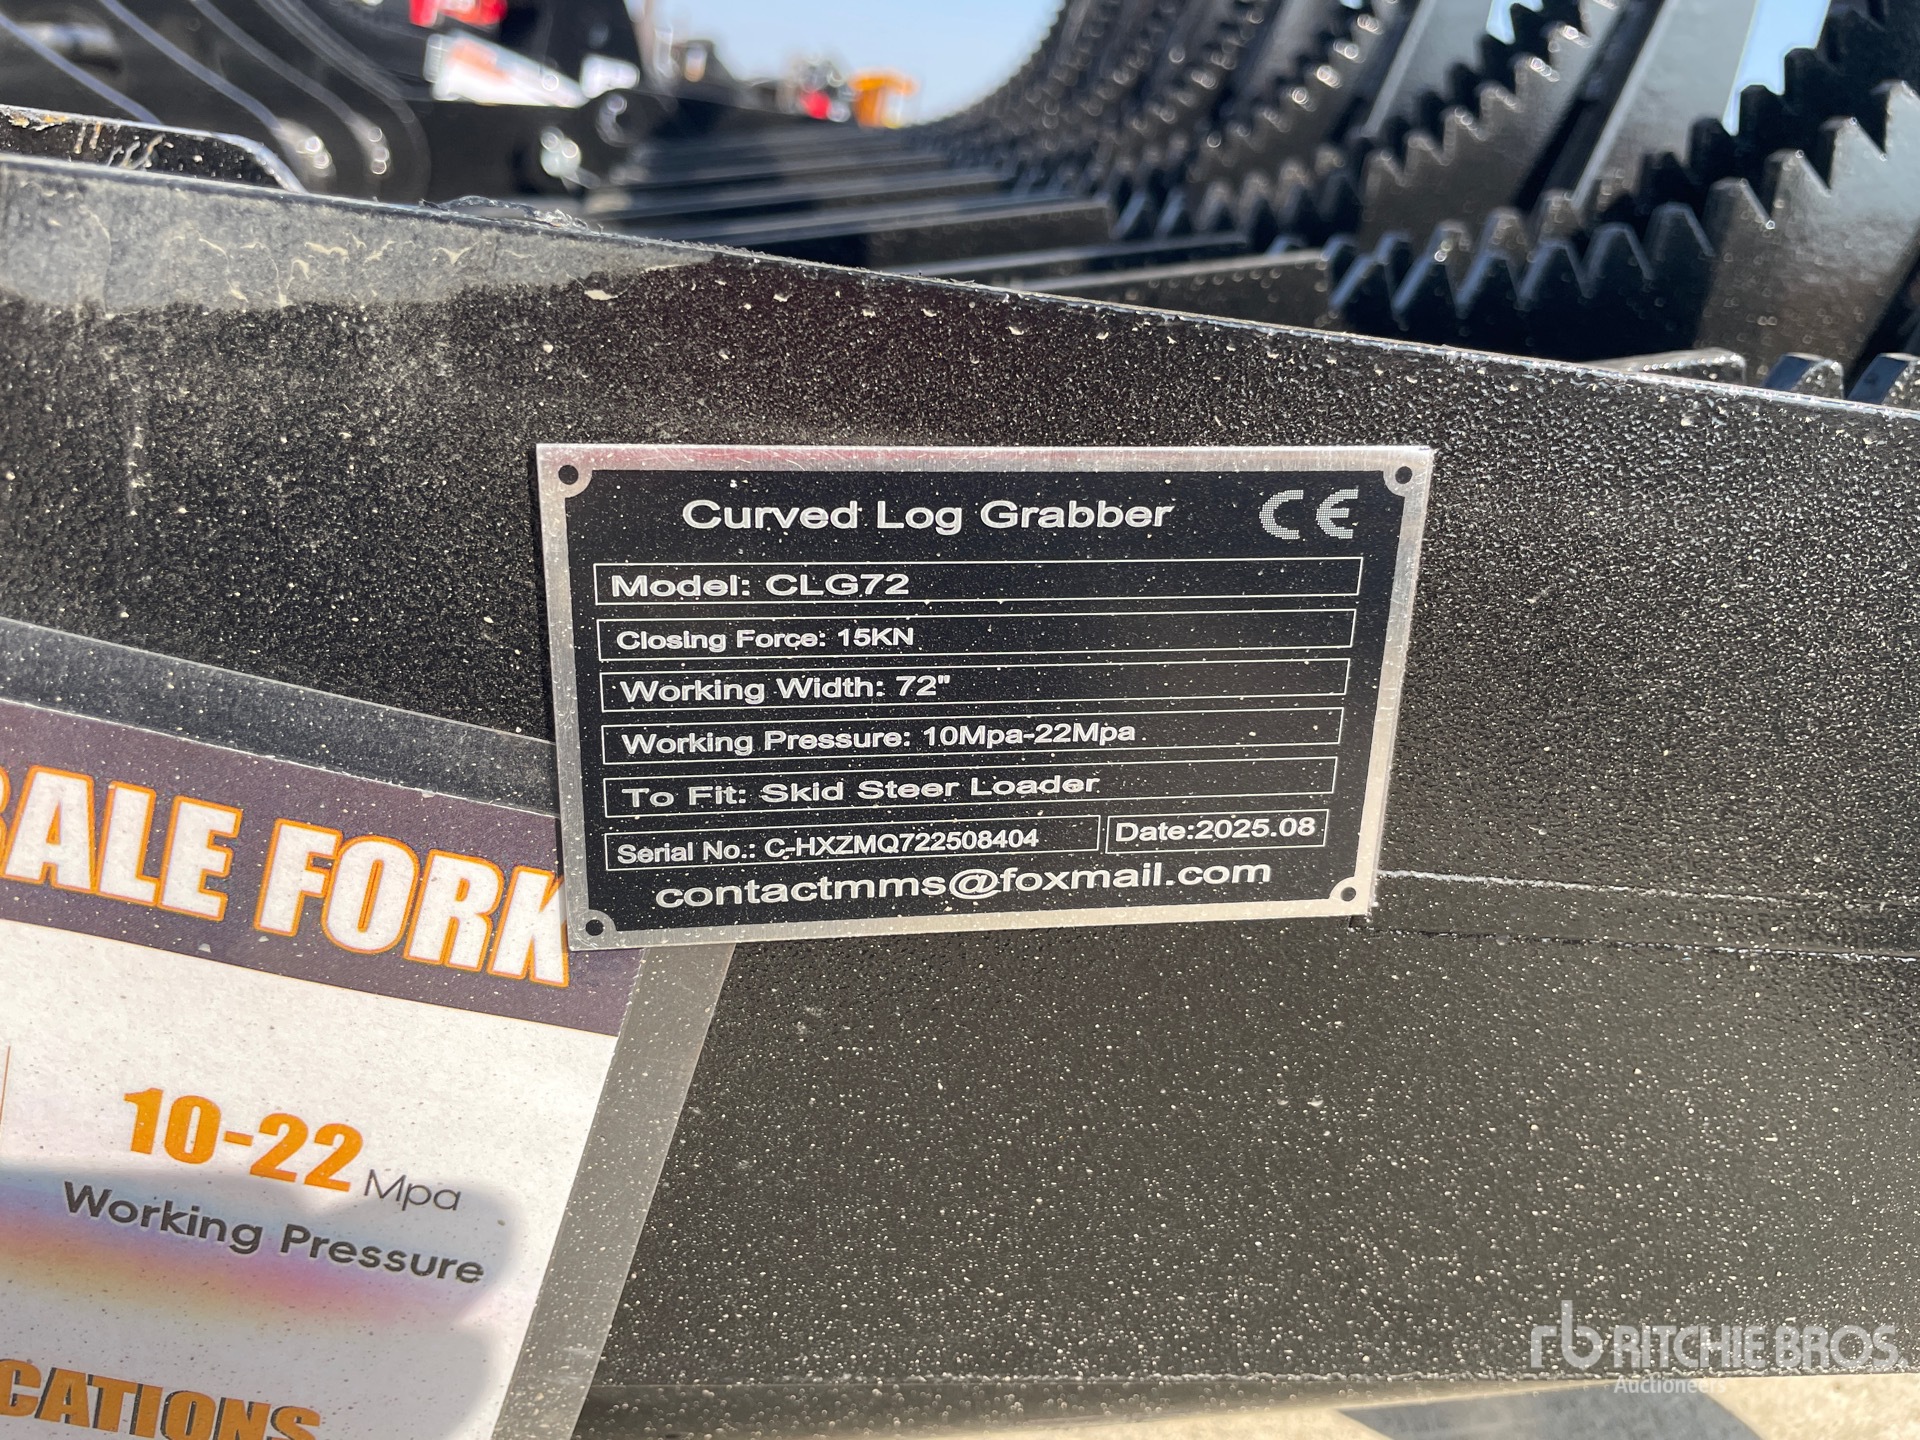 Curved Log Grabber CE
Model: CLG72
Closing Force: 15KN
Working Width: 72"
Working Pressure: 10Mpa-22Mpa
To Fit: Skid Steer Loader
Serial No.: C-HXZMQ722508404 Date:2025.08
contactmms@foxmail.com
BALE FORK
10-22 Mpa
Working Pressure
CATIONS
rb RITCHIE BROS.
Auctioneers